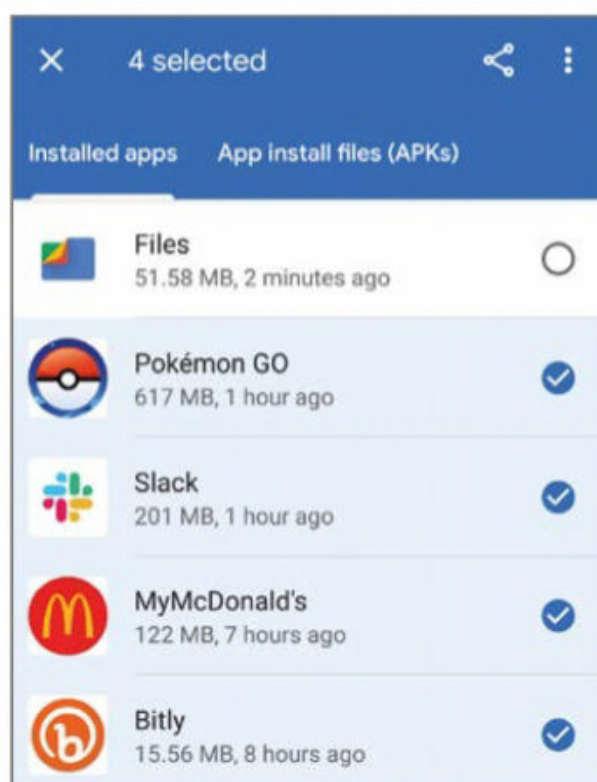 4 selected
Installed apps App install files (APKs)
Files
51.58 MB, 2 minutes ago
Pokémon GO
617 MB, 1 hour ago
Slack
201 MB, 1 hour ago
MyMcDonald's
122 MB, 7 hours ago
Bitly
15.56 MB, 8 hours ago